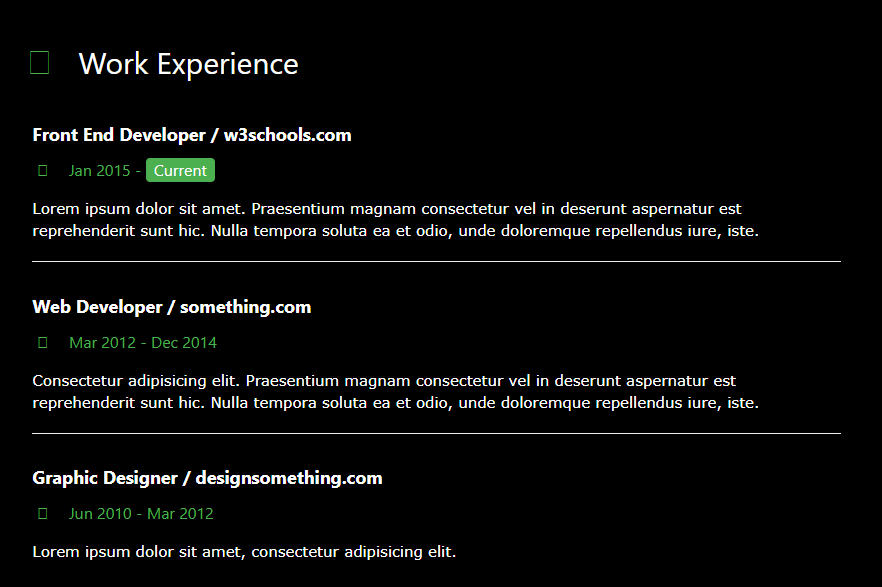 Work Experience
Front End Developer / w3schools.com
Jan 2015 - Current
Lorem ipsum dolor sit amet. Praesentium magnam consectetur vel in deserunt aspernatur est
reprehenderit sunt hic. Nulla tempora soluta ea et odio, unde doloremque repellendus iure, iste.
Web Developer / something.com
Mar 2012 - Dec 2014
Consectetur adipisicing elit. Praesentium magnam consectetur vel in deserunt aspernatur est
reprehenderit sunt hic. Nulla tempora soluta ea et odio, unde doloremque repellendus iure, iste.
Graphic Designer / designsomething.com
Jun 2010 - Mar 2012
Lorem ipsum dolor sit amet, consectetur adipisicing elit.